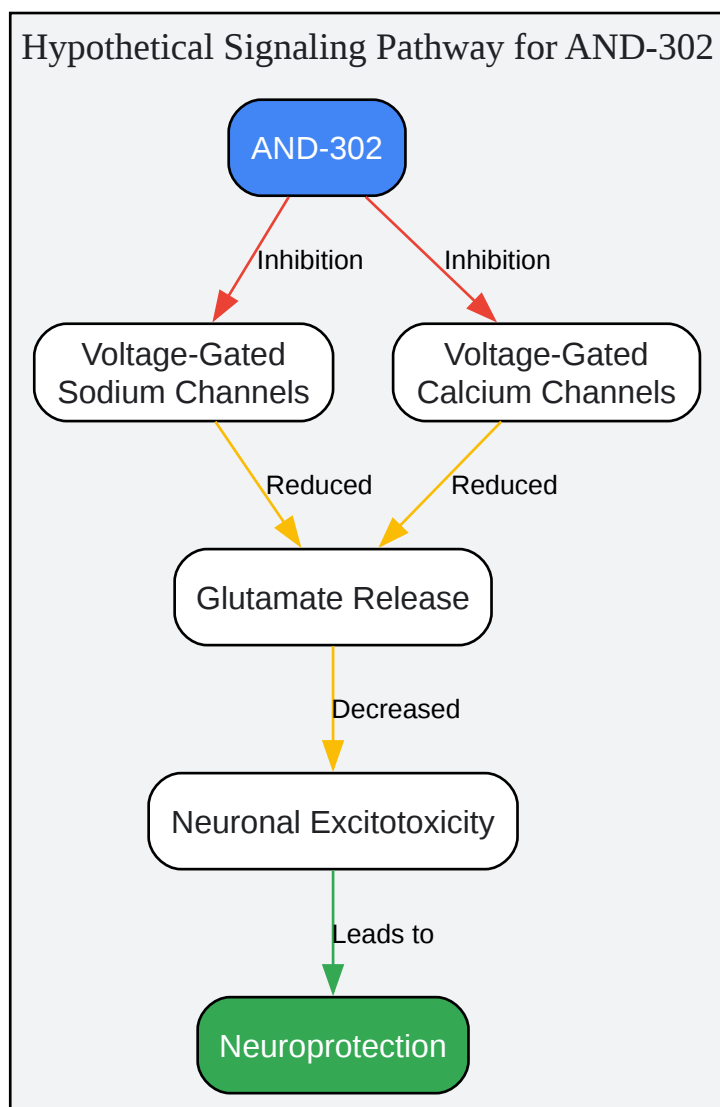 Hypothetical Signaling Pathway for AND-302
AND-302
Inhibition
Inhibition
Voltage-Gated
Sodium Channels
Voltage-Gated
Calcium Channels
Reduced
Reduced
Glutamate Release
Decreased
Neuronal Excitotoxicity
Leads to
Neuroprotection